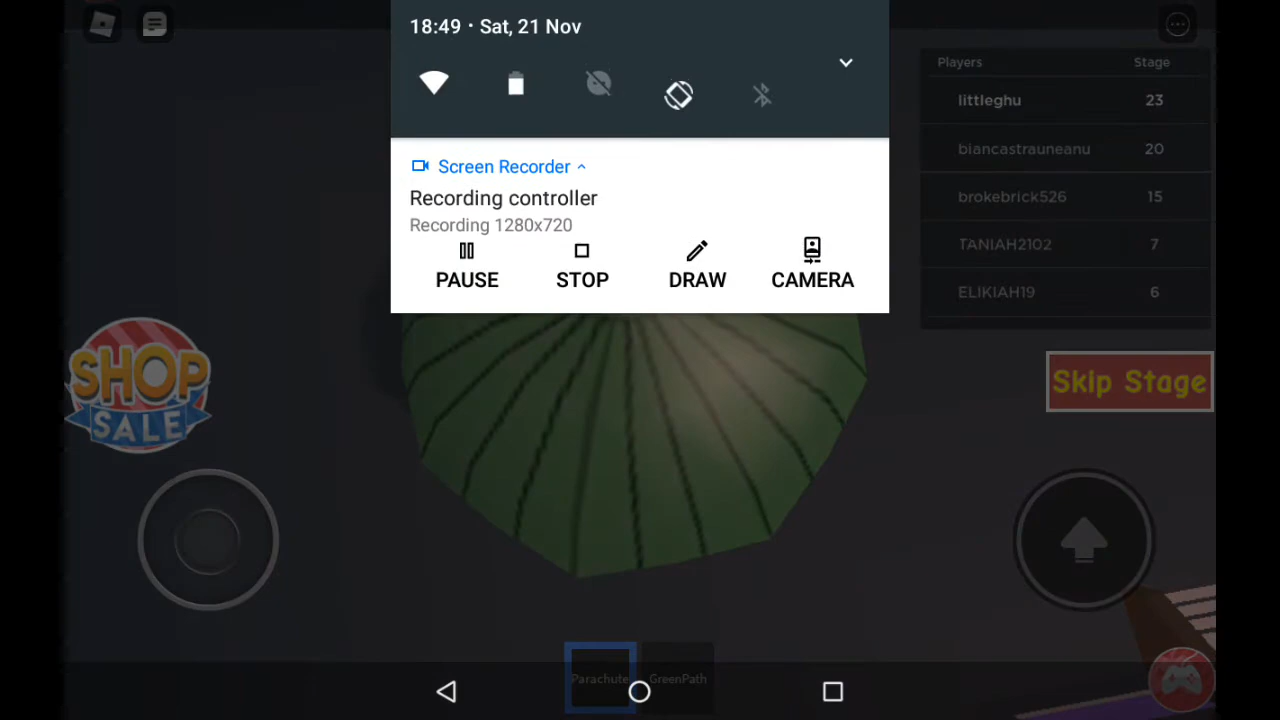 18:49 · Sat, 21 Nov
Screen Recorder
Recording controller
Recording 1280x720
PAUSE STOP DRAW CAMERA
Players Stage
littleghu 23
biancastrauneanu 20
brokebrick526 15
TANIAH2102 7
ELIKIAH19 6
SHOP
SALE
Skip Stage
Parachute GreenPath